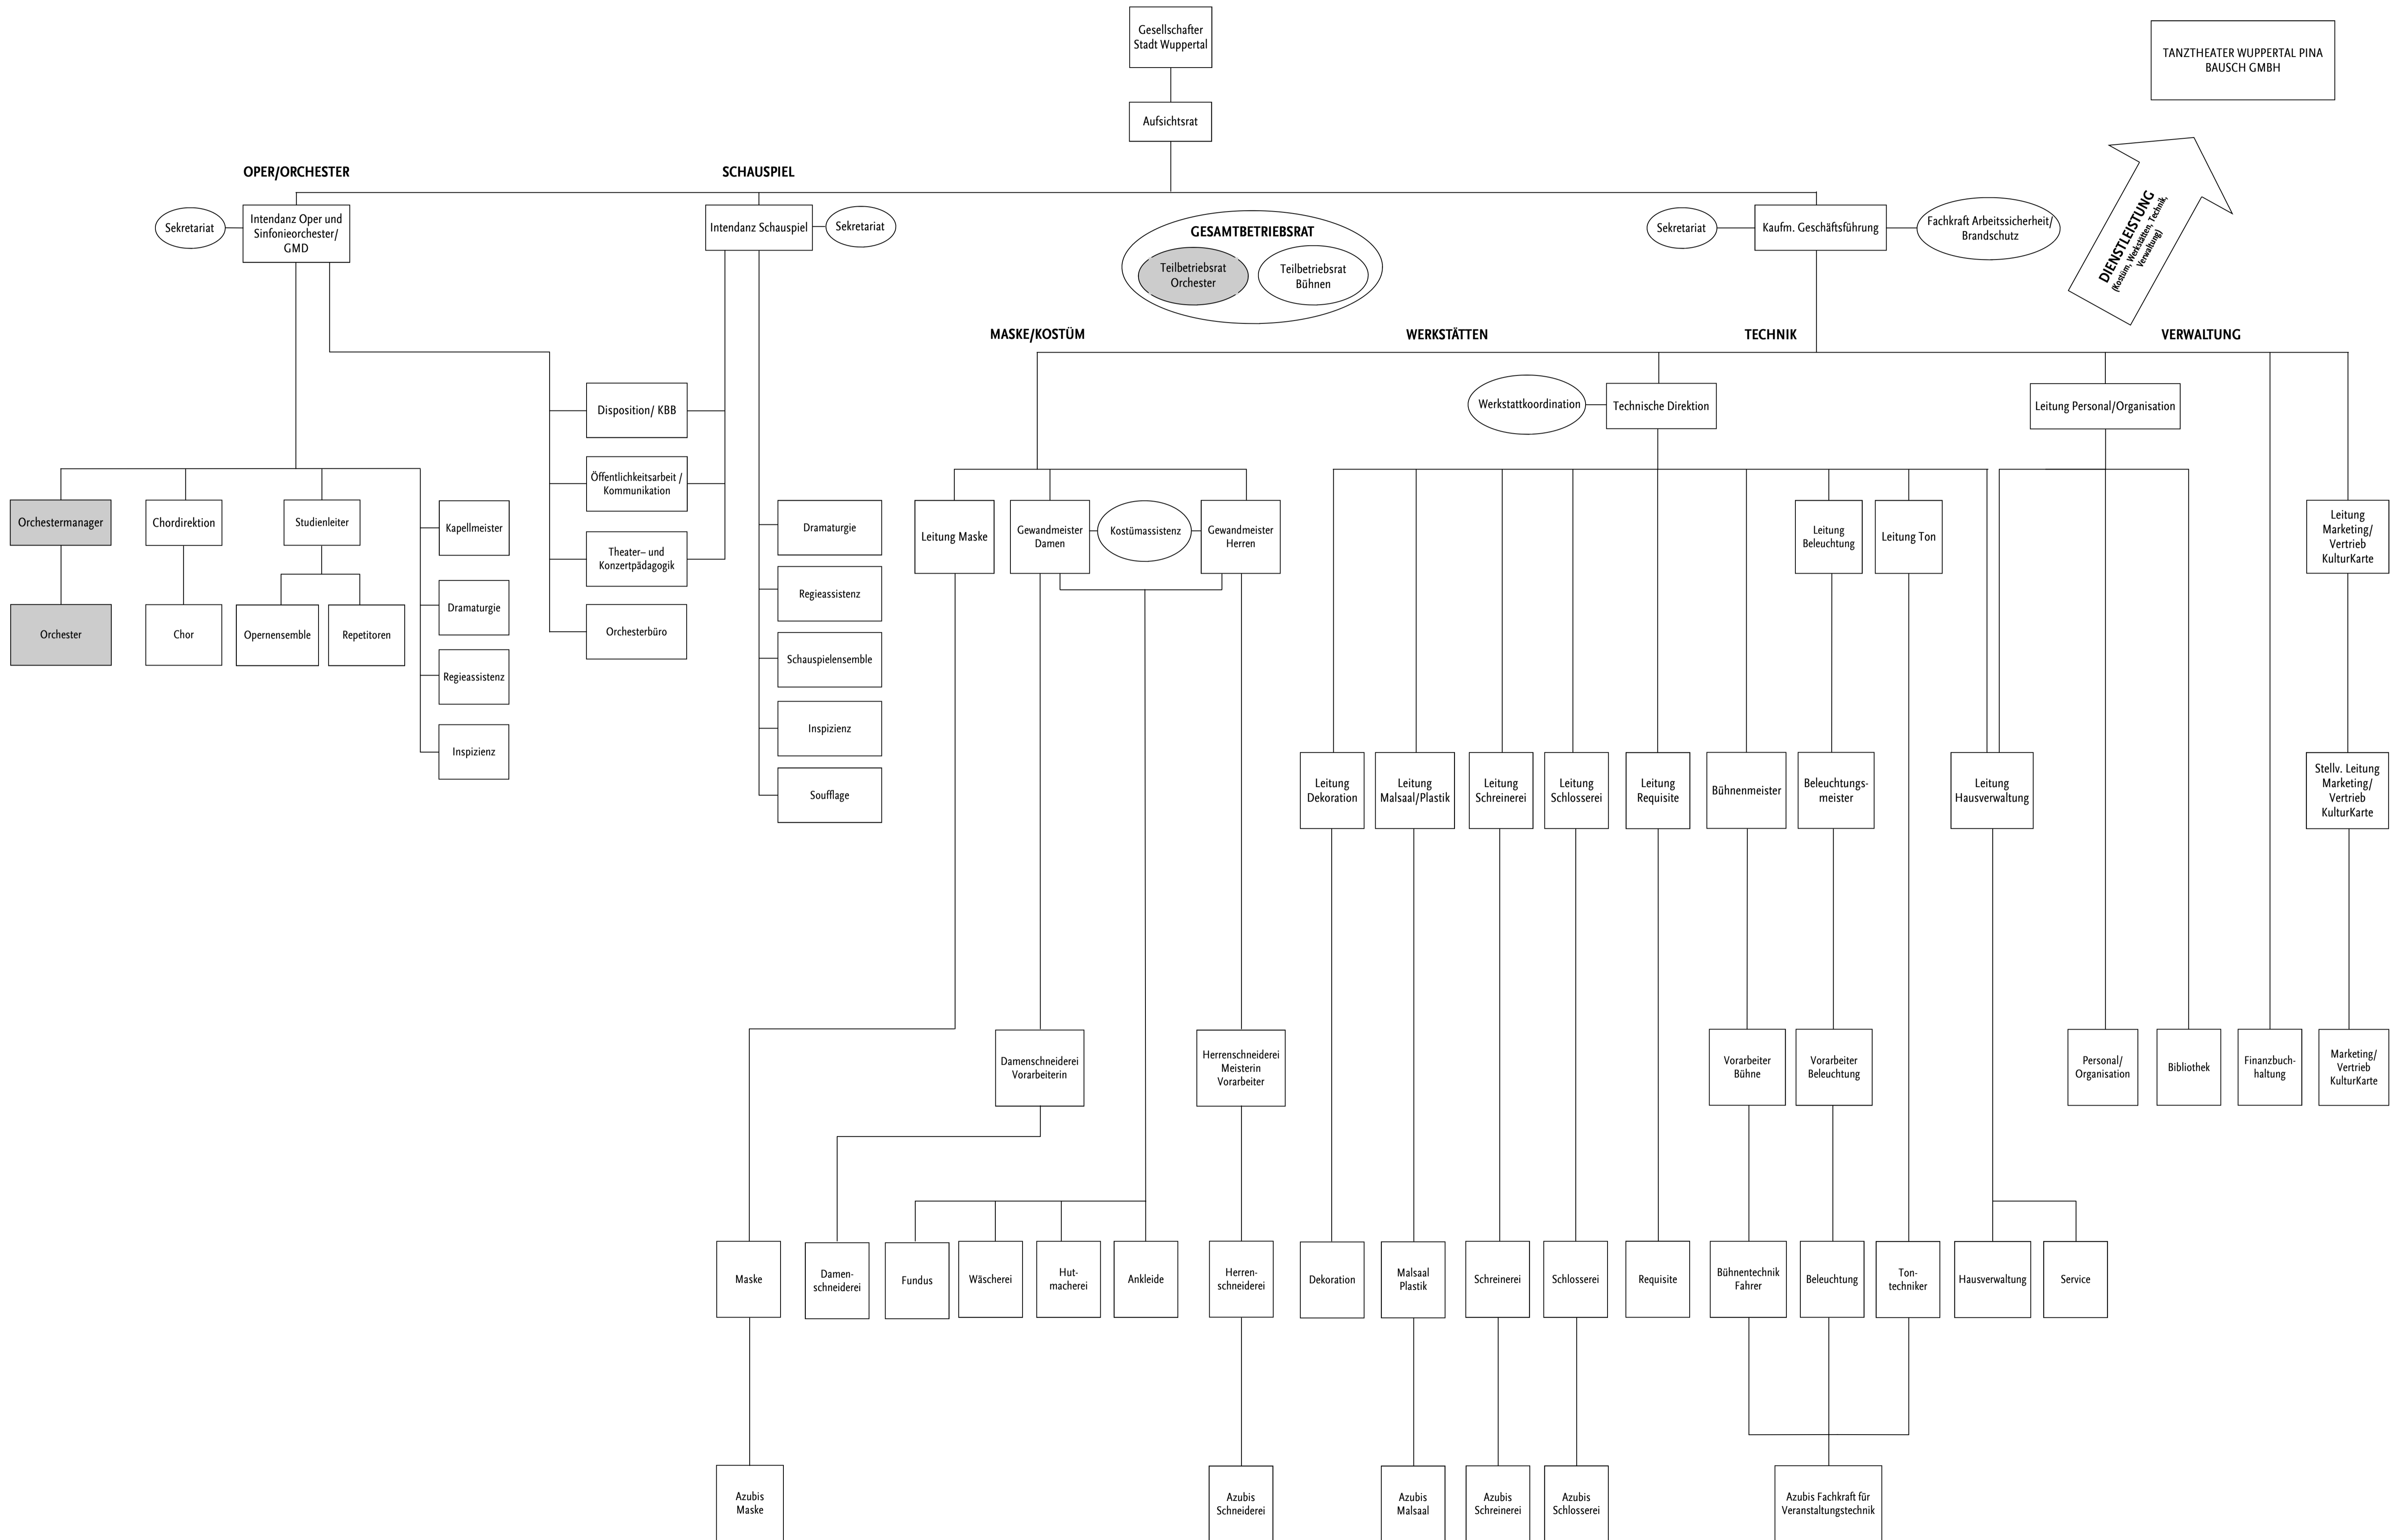 Gesellschafter
Stadt Wuppertal
TANZTHEATER WUPPERTAL PINA
BAUSCH GMBH
Aufsichtsrat
OPER/ORCHESTER
SCHAUSPIEL
Sekretariat
Intendanz Oper und
Sinfonieorchester/
GMD
Intendanz Schauspiel
Sekretariat
GESAMTBETRIEBSRAT
Teilbetriebsrat
Orchester
Teilbetriebsrat
Bühnen
Sekretariat
Kaufm. Geschäftsführung
Fachkraft Arbeitssicherheit/
Brandschutz
DIENSTLEISTUNG
(Kostüm, Werkstätten, Technik,
Verwaltung)
MASKE/KOSTÜM
WERKSTÄTTEN
TECHNIK
VERWALTUNG
Disposition/ KBB
Werkstattkoordination
Technische Direktion
Leitung Personal/Organisation
Öffentlichkeitsarbeit /
Kommunikation
Theater– und
Konzertpädagogik
Orchesterbüro
Orchestermanager
Chordirektion
Studienleiter
Kapellmeister
Orchester
Chor
Opernensemble
Repetitoren
Dramaturgie
Regieassistenz
Inspizienz
Dramaturgie
Regieassistenz
Schauspielensemble
Inspizienz
Soufflage
Leitung Maske
Gewandmeister
Damen
Kostümassistenz
Gewandmeister
Herren
Leitung
Beleuchtung
Leitung Ton
Leitung
Marketing/
Vertrieb
KulturKarte
Leitung
Dekoration
Leitung
Malsaal/Plastik
Leitung
Schreinerei
Leitung
Schlosserei
Leitung
Requisite
Bühnenmeister
Beleuchtungs-
meister
Leitung
Hausverwaltung
Stellv. Leitung
Marketing/
Vertrieb
KulturKarte
Damenschneiderei
Vorarbeiterin
Herrenschneiderei
Meisterin
Vorarbeiter
Vorarbeiter
Bühne
Vorarbeiter
Beleuchtung
Personal/
Organisation
Bibliothek
Finanzbuch-
haltung
Marketing/
Vertrieb
KulturKarte
Maske
Damen-
schneiderei
Fundus
Wäscherei
Hut-
macherei
Ankleide
Herren-
schneiderei
Dekoration
Malsaal
Plastik
Schreinerei
Schlosserei
Requisite
Bühnentechnik
Fahrer
Beleuchtung
Ton-
techniker
Hausverwaltung
Service
Azubis
Maske
Azubis
Schneiderei
Azubis
Malsaal
Azubis
Schreinerei
Azubis
Schlosserei
Azubis Fachkraft für
Veranstaltungstechnik